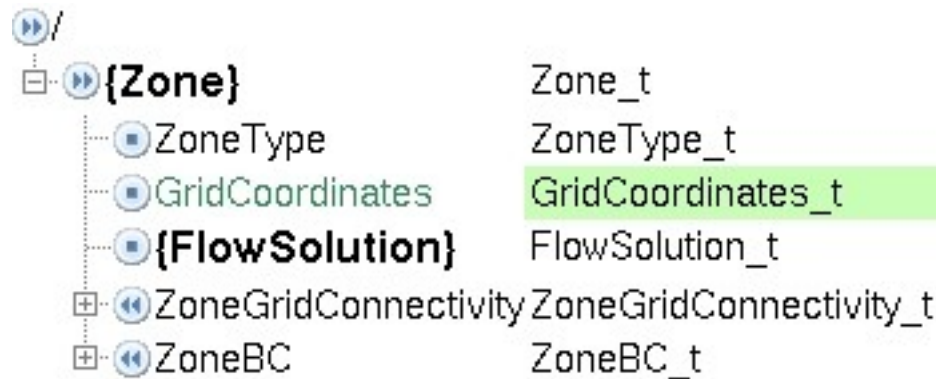 /
{Zone} Zone_t
ZoneType ZoneType_t
GridCoordinates GridCoordinates_t
{FlowSolution} FlowSolution_t
ZoneGridConnectivity ZoneGridConnectivity_t
ZoneBC ZoneBC_t